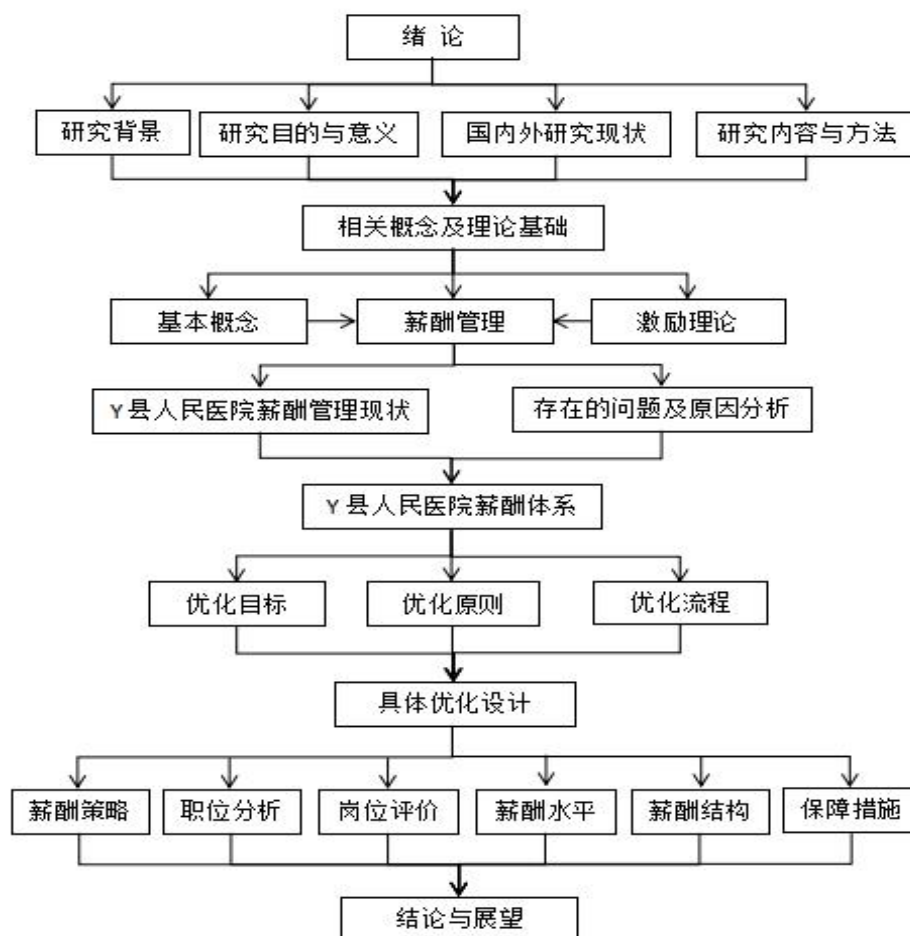 绪 论
研究背景
研究目的与意义
国内外研究现状
研究内容与方法
相关概念及理论基础
基本概念
薪酬管理
激励理论
Y县人民医院薪酬管理现状
存在的问题及原因分析
Y县人民医院薪酬体系
优化目标
优化原则
优化流程
具体优化设计
薪酬策略
职位分析
岗位评价
薪酬水平
薪酬结构
保障措施
结论与展望